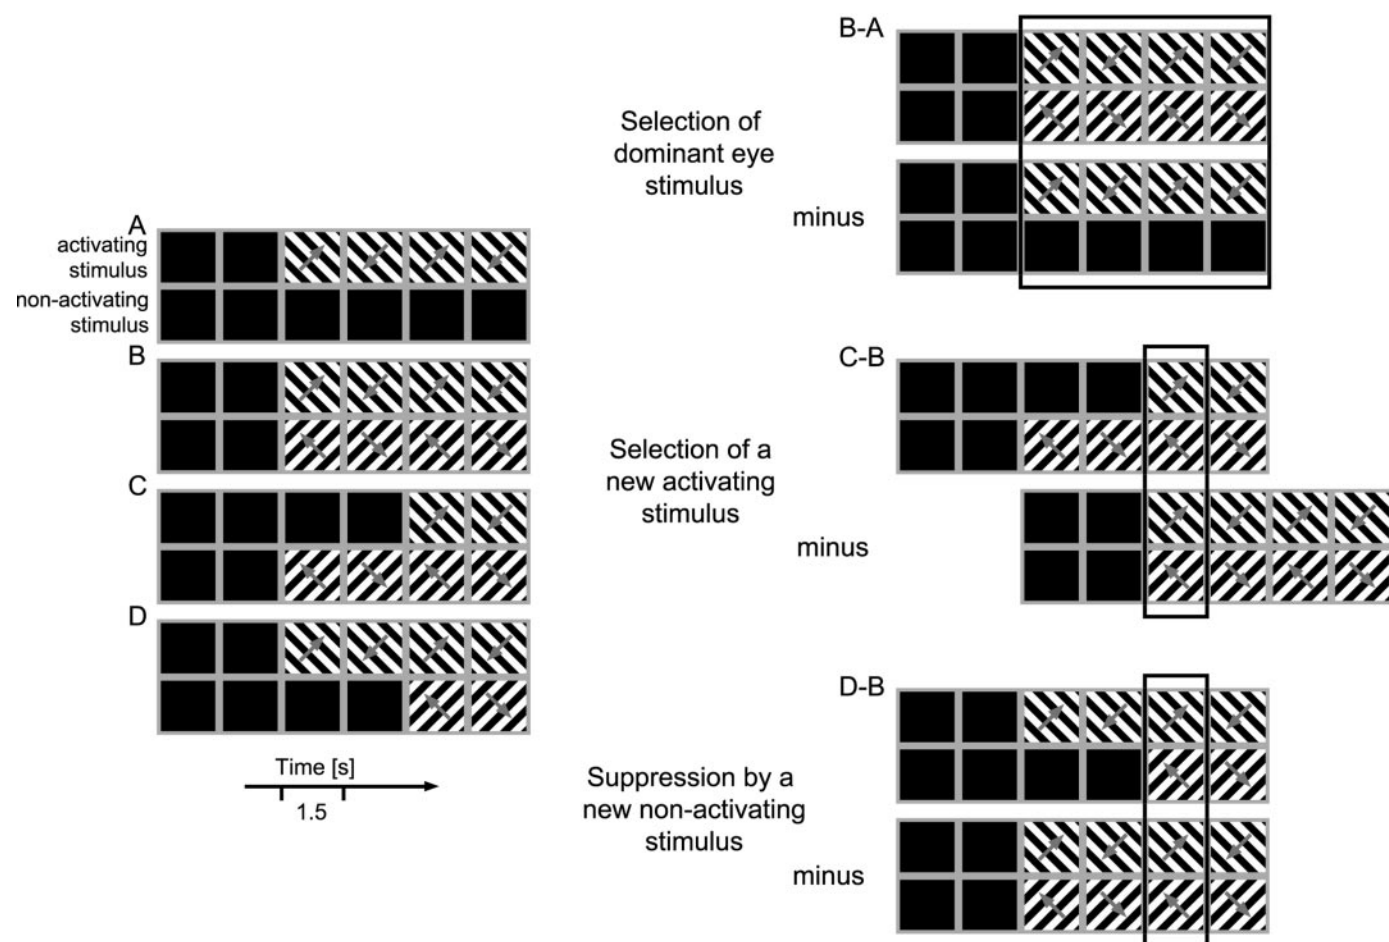 A
activating
stimulus
non-activating
stimulus
B
C
D
Time [s]
1.5
B-A
Selection of
dominant eye
stimulus
minus
C-B
Selection of a
new activating
stimulus
minus
D-B
Suppression by a
new non-activating
stimulus
minus